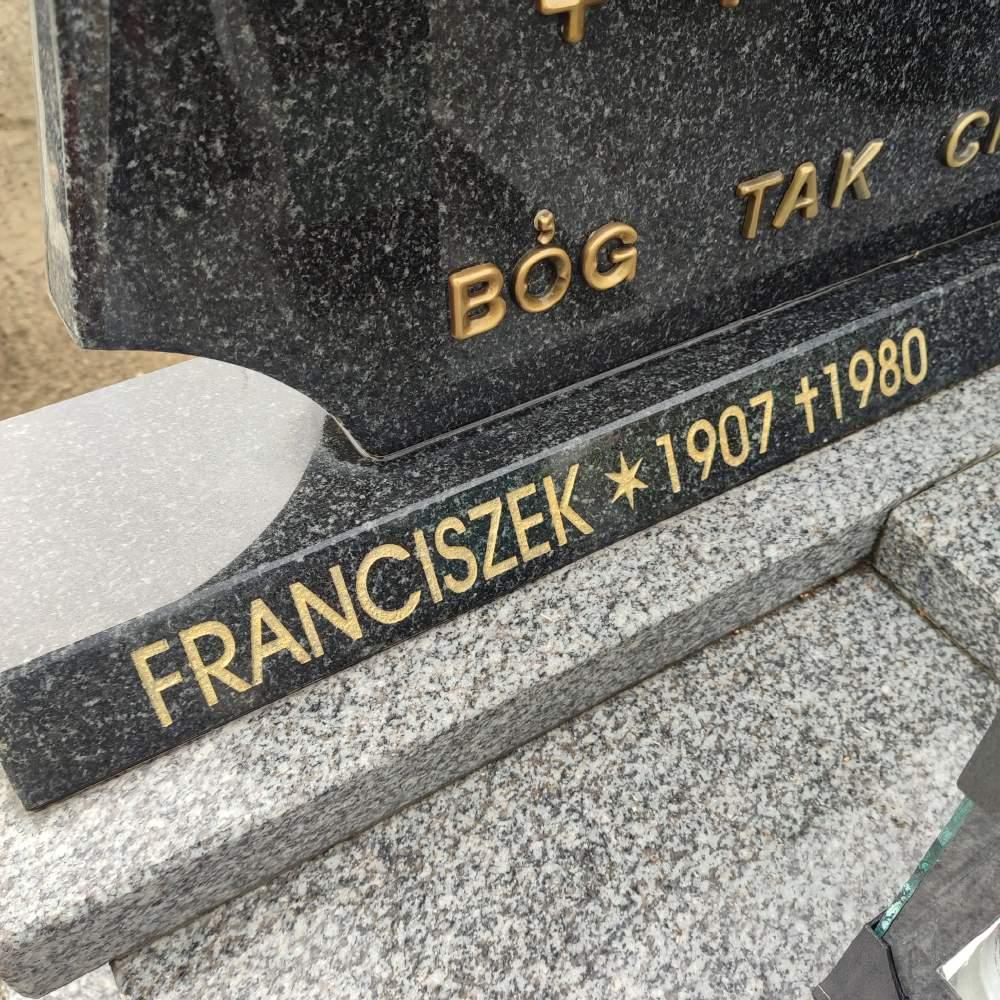 BÓG TAK
FRANCISZEK ✶1907 †1980